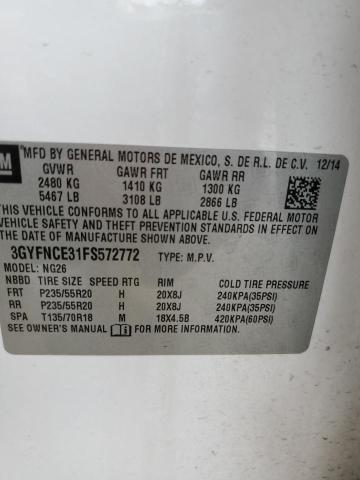 GM
MFD BY GENERAL MOTORS DE MEXICO, S. DE R.L. DE C.V. 12/14
GVWR GAWR FRT GAWR RR
2480 KG 1410 KG 1300 KG
5467 LB 3108 LB 2866 LB
THIS VEHICLE CONFORMS TO ALL APPLICABLE U.S. FEDERAL MOTOR
VEHICLE SAFETY, BUMPER, AND THEFT PREVENTION STANDARDS
IN EFFECT ON THE DATE OF MANUFACTURE SHOWN ABOVE.
3GYFNCE31FS572772 TYPE: M.P.V.
MODEL: NG26
NBBD TIRE SIZE SPEED RTG RIM COLD TIRE PRESSURE
FRT P235/55R20 H 20X8J 240KPA(35PSI)
RR P235/55R20 H 20X8J 240KPA(35PSI)
SPA T135/70R18 M 18X4.5B 420KPA(60PSI)
SEE OWNER'S MANUAL FOR MORE INFORMATION.